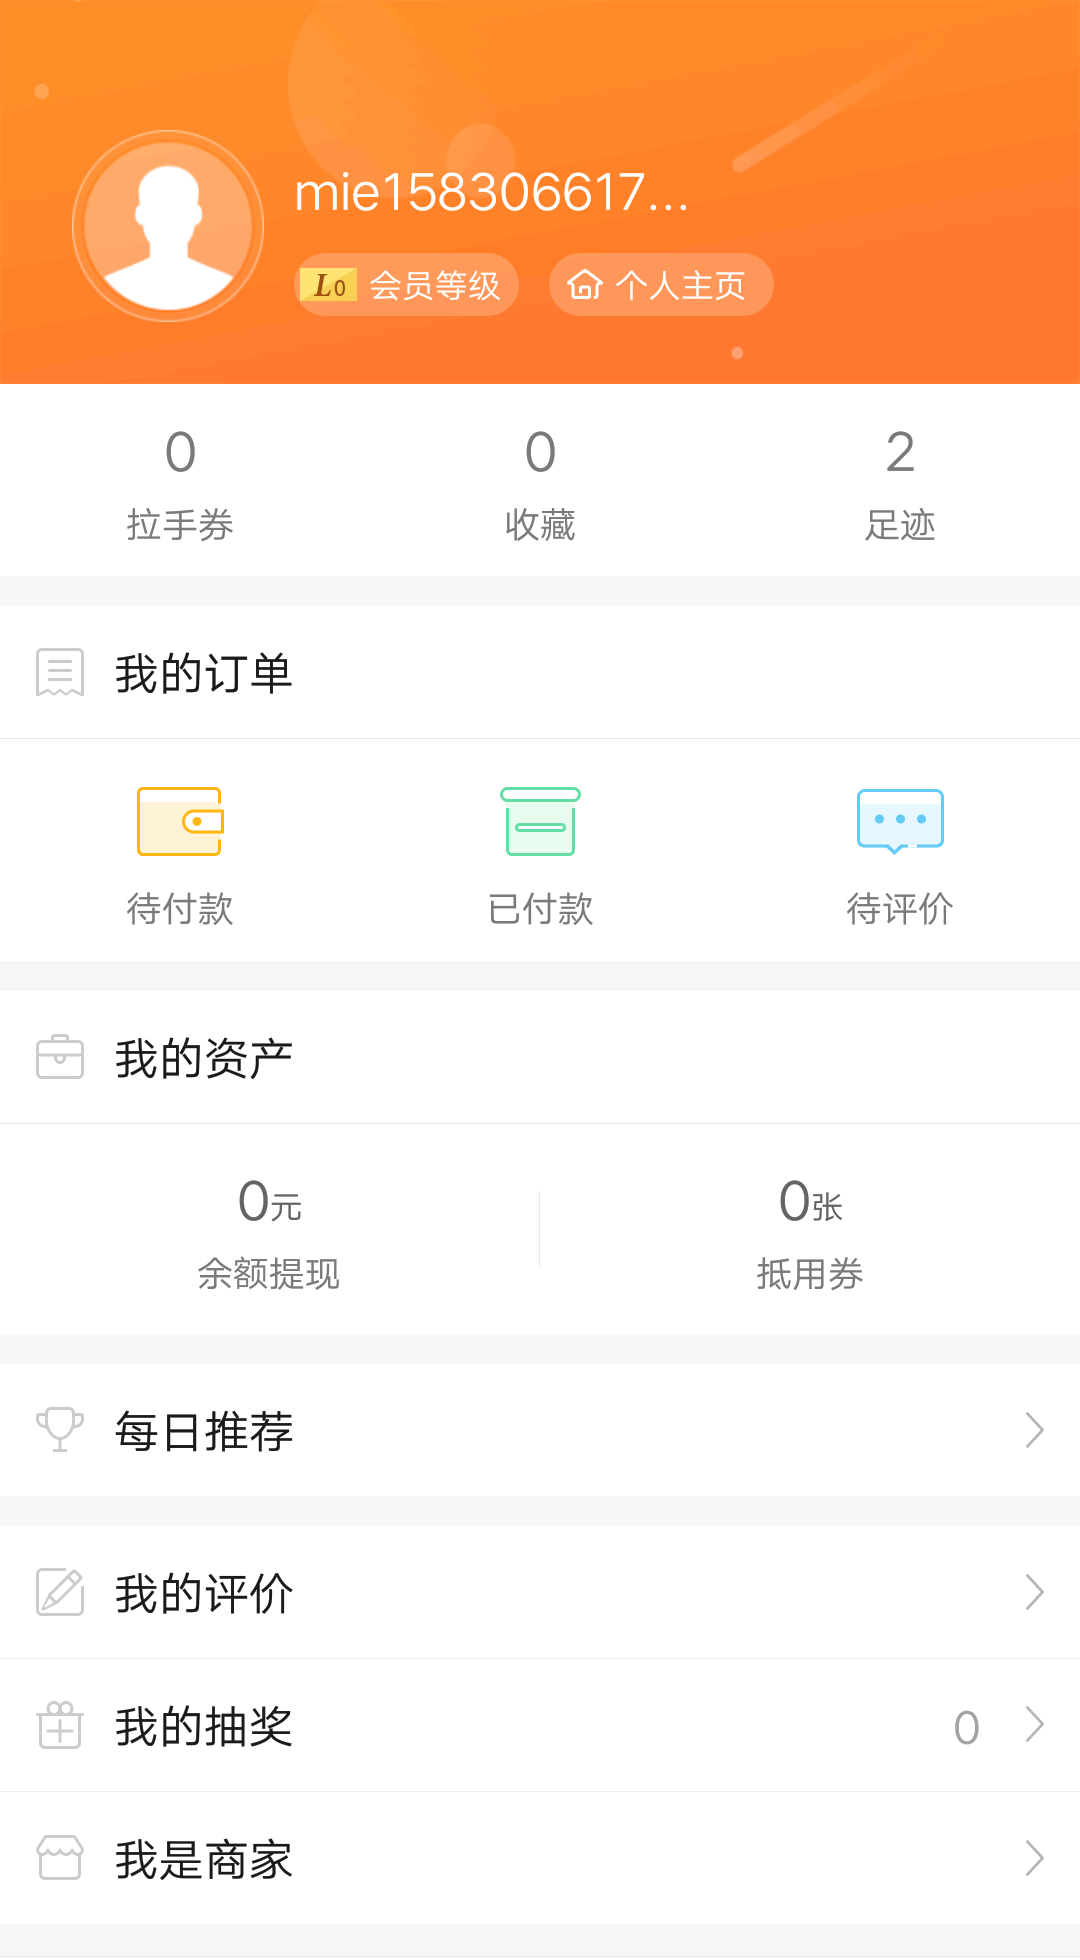 mie158306617...
L0 会员等级 个人主页
0 0 2
拉手券 收藏 足迹
我的订单
待付款 已付款 待评价
我的资产
0元 0张
余额提现 抵用券
每日推荐
我的评价
我的抽奖 0
我是商家